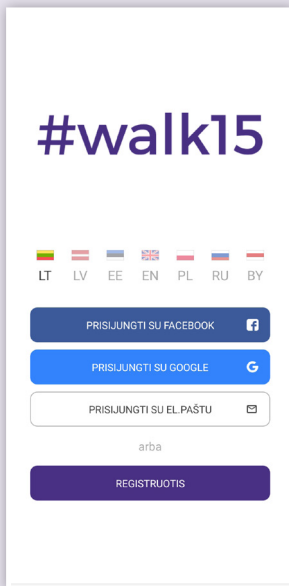 #walk15
LT LV EE EN PL RU BY
PRISIJUNGTI SU FACEBOOK
PRISIJUNGTI SU GOOGLE
PRISIJUNGTI SU EL.PAŠTU
arba
REGISTRUOTIS